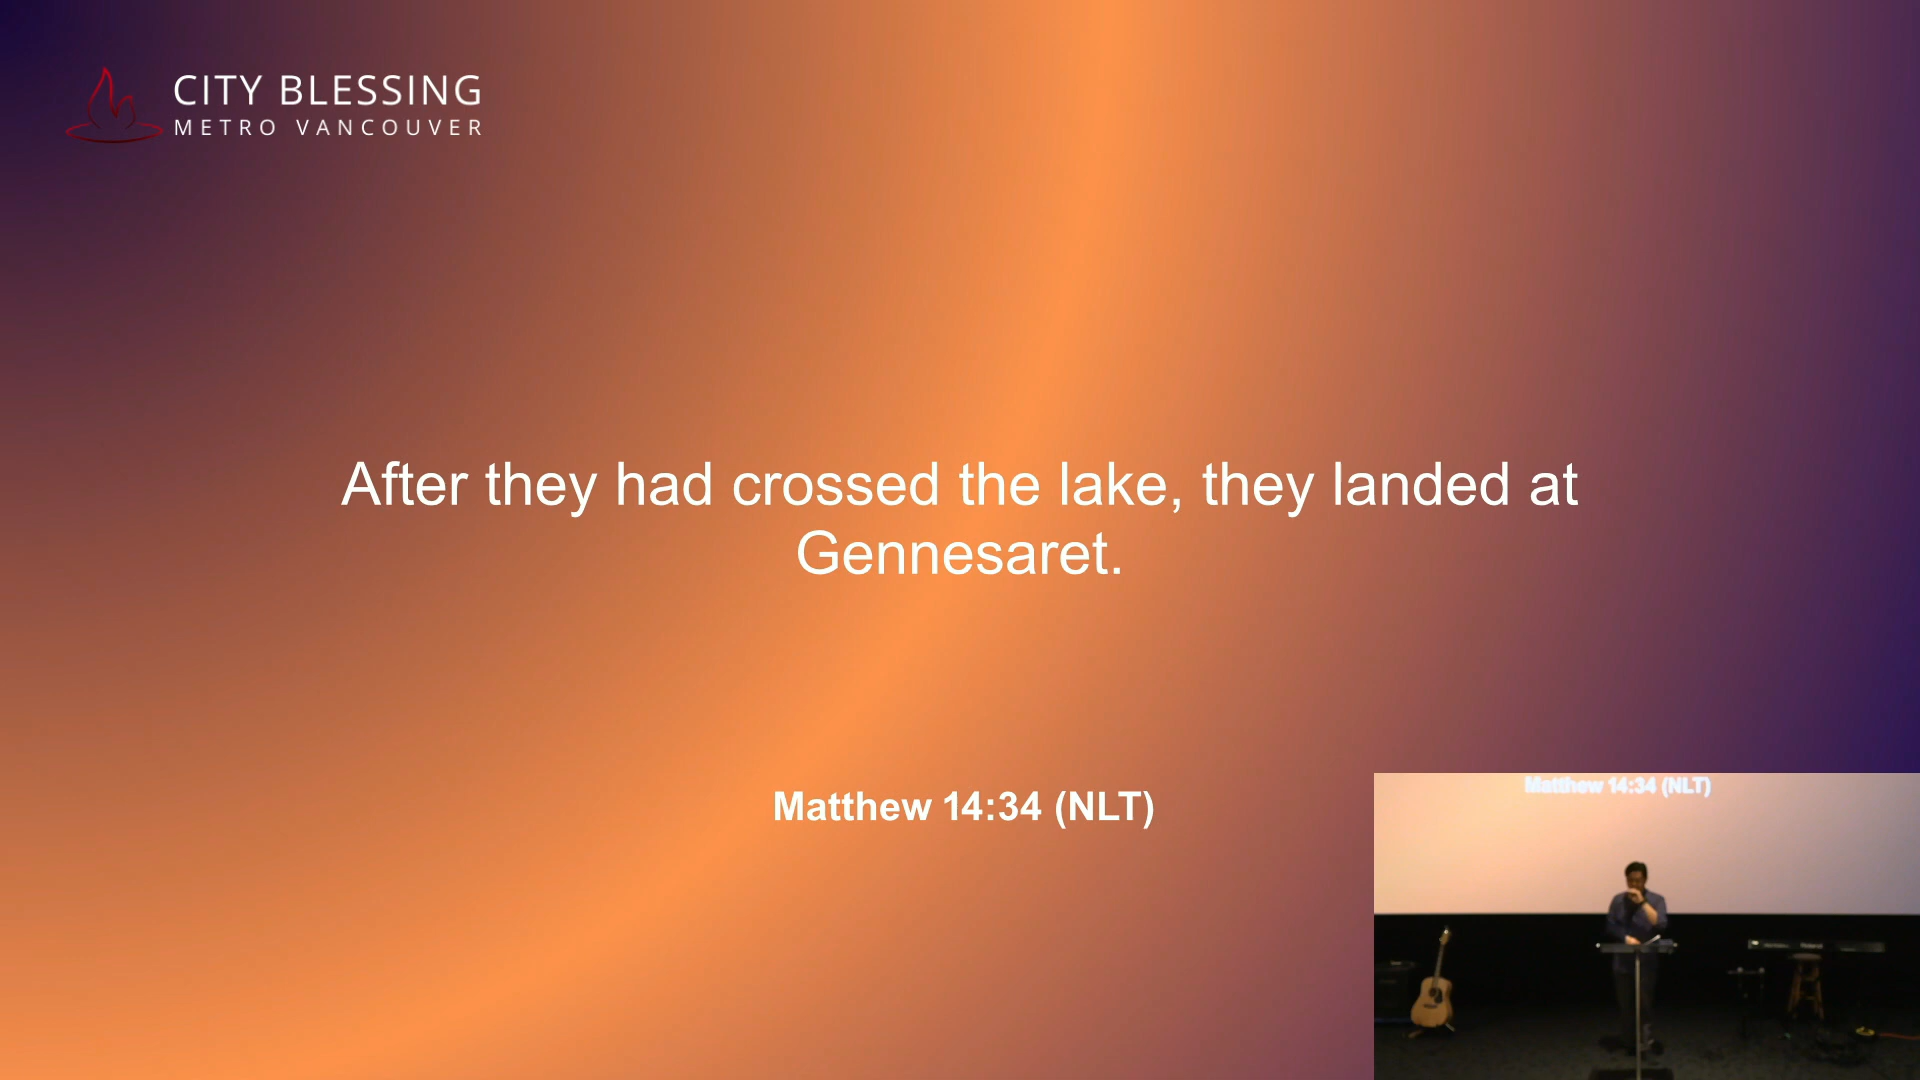 CITY BLESSING
METRO VANCOUVER
After they had crossed the lake, they landed at
Gennesaret.
Matthew 14:34 (NLT)
Matthew 14:34 (NLT)